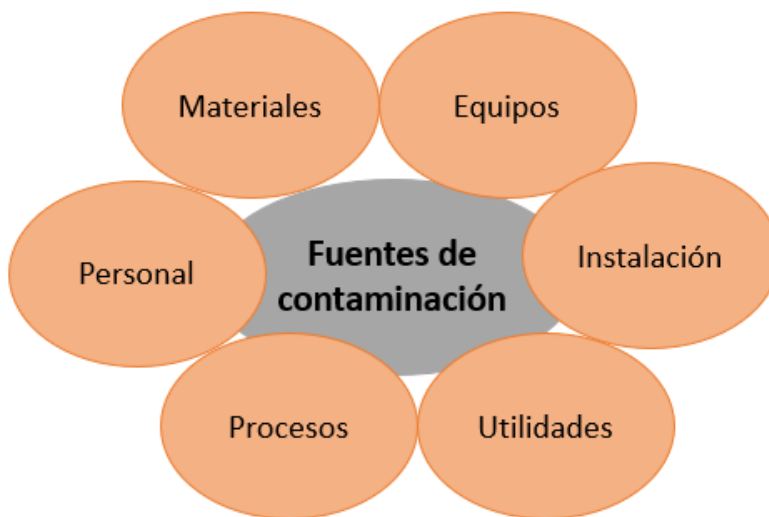 Materiales
Equipos
Personal
Fuentes de
contaminación
Instalación
Procesos
Utilidades